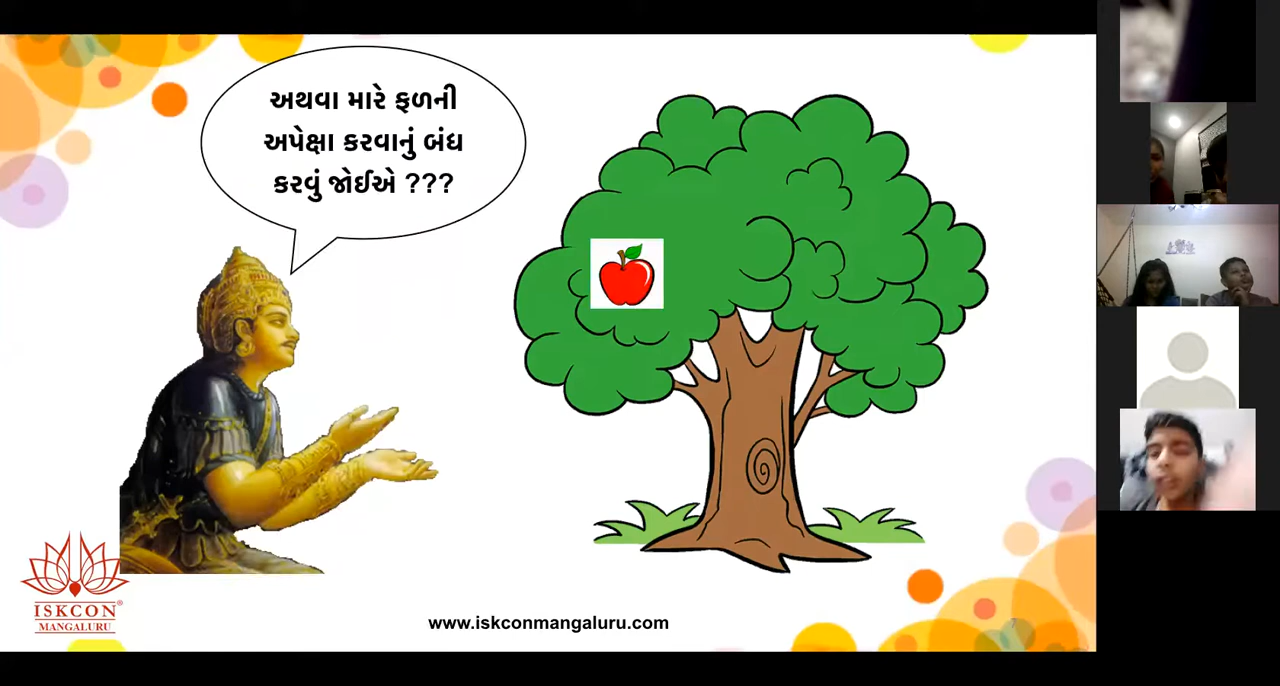 અથવા મારે ફળની
અપેક્ષા કરવાનું બંધ
કરવું જોઈએ ???
ISKCON®
MANGALURU
www.iskconmangaluru.com